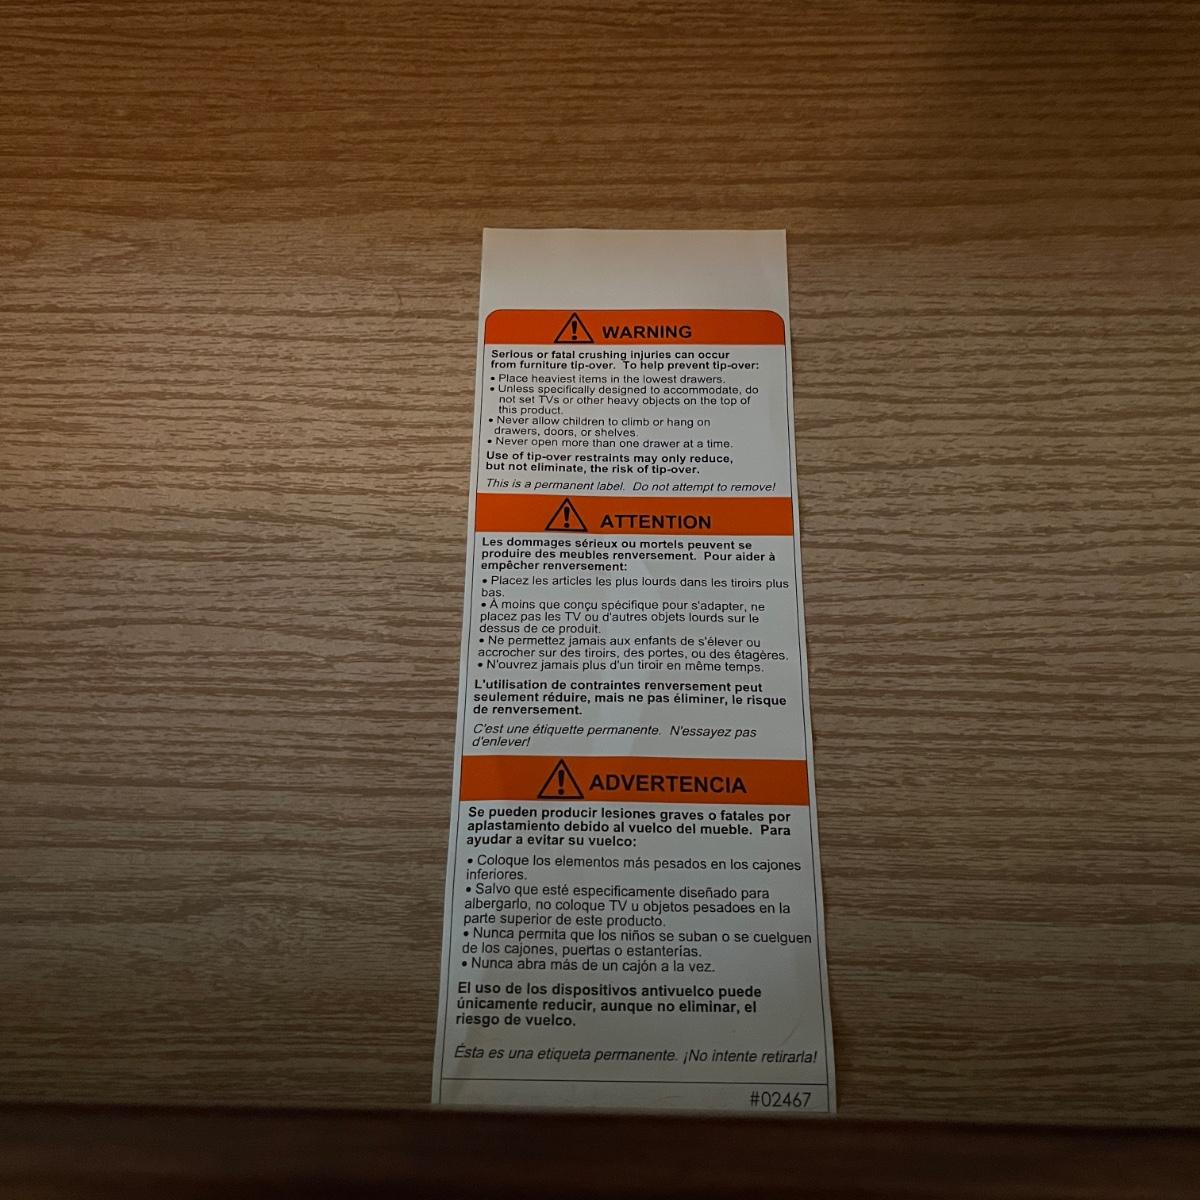 WARNING
Serious or fatal crushing injuries can occur
from furniture tip-over. To help prevent tip-over:
• Place heaviest items in the lowest drawers.
• Unless specifically designed to accommodate, do
not set TVs or other heavy objects on the top of
this product.
• Never allow children to climb or hang on
drawers, doors, or shelves.
• Never open more than one drawer at a time.
Use of tip-over restraints may only reduce,
but not eliminate, the risk of tip-over.
This is a permanent label. Do not attempt to remove!
ATTENTION
Les dommages sérieux ou mortels peuvent se
produire des meubles renversement. Pour aider à
empêcher renversement:
• Placez les articles les plus lourds dans les tiroirs plus
bas.
• À moins que conçu spécifique pour s'adapter, ne
placez pas les TV ou d'autres objets lourds sur le
dessus de ce produit.
• Ne permettez jamais aux enfants de s'élever ou
accrocher sur des tiroirs, des portes, ou des étagères.
• N'ouvrez jamais plus d'un tiroir en même temps.
L'utilisation de contraintes renversement peut
seulement réduire, mais ne pas éliminer, le risque
de renversement.
C'est une étiquette permanente. N'essayez pas
d'enlever!
ADVERTENCIA
Se pueden producir lesiones graves o fatales por
aplastamiento debido al vuelco del mueble. Para
ayudar a evitar su vuelco:
• Coloque los elementos más pesados en los cajones
inferiores.
• Salvo que esté especificamente diseñado para
albergarlo, no coloque TV u objetos pesadoes en la
parte superior de este producto.
• Nunca permita que los niños se suban o se cuelguen
de los cajones, puertas o estanterías.
• Nunca abra más de un cajón a la vez.
El uso de los dispositivos antivuelco puede
únicamente reducir, aunque no eliminar, el
riesgo de vuelco.
Ésta es una etiqueta permanente. ¡No intente retirarla!
#02467